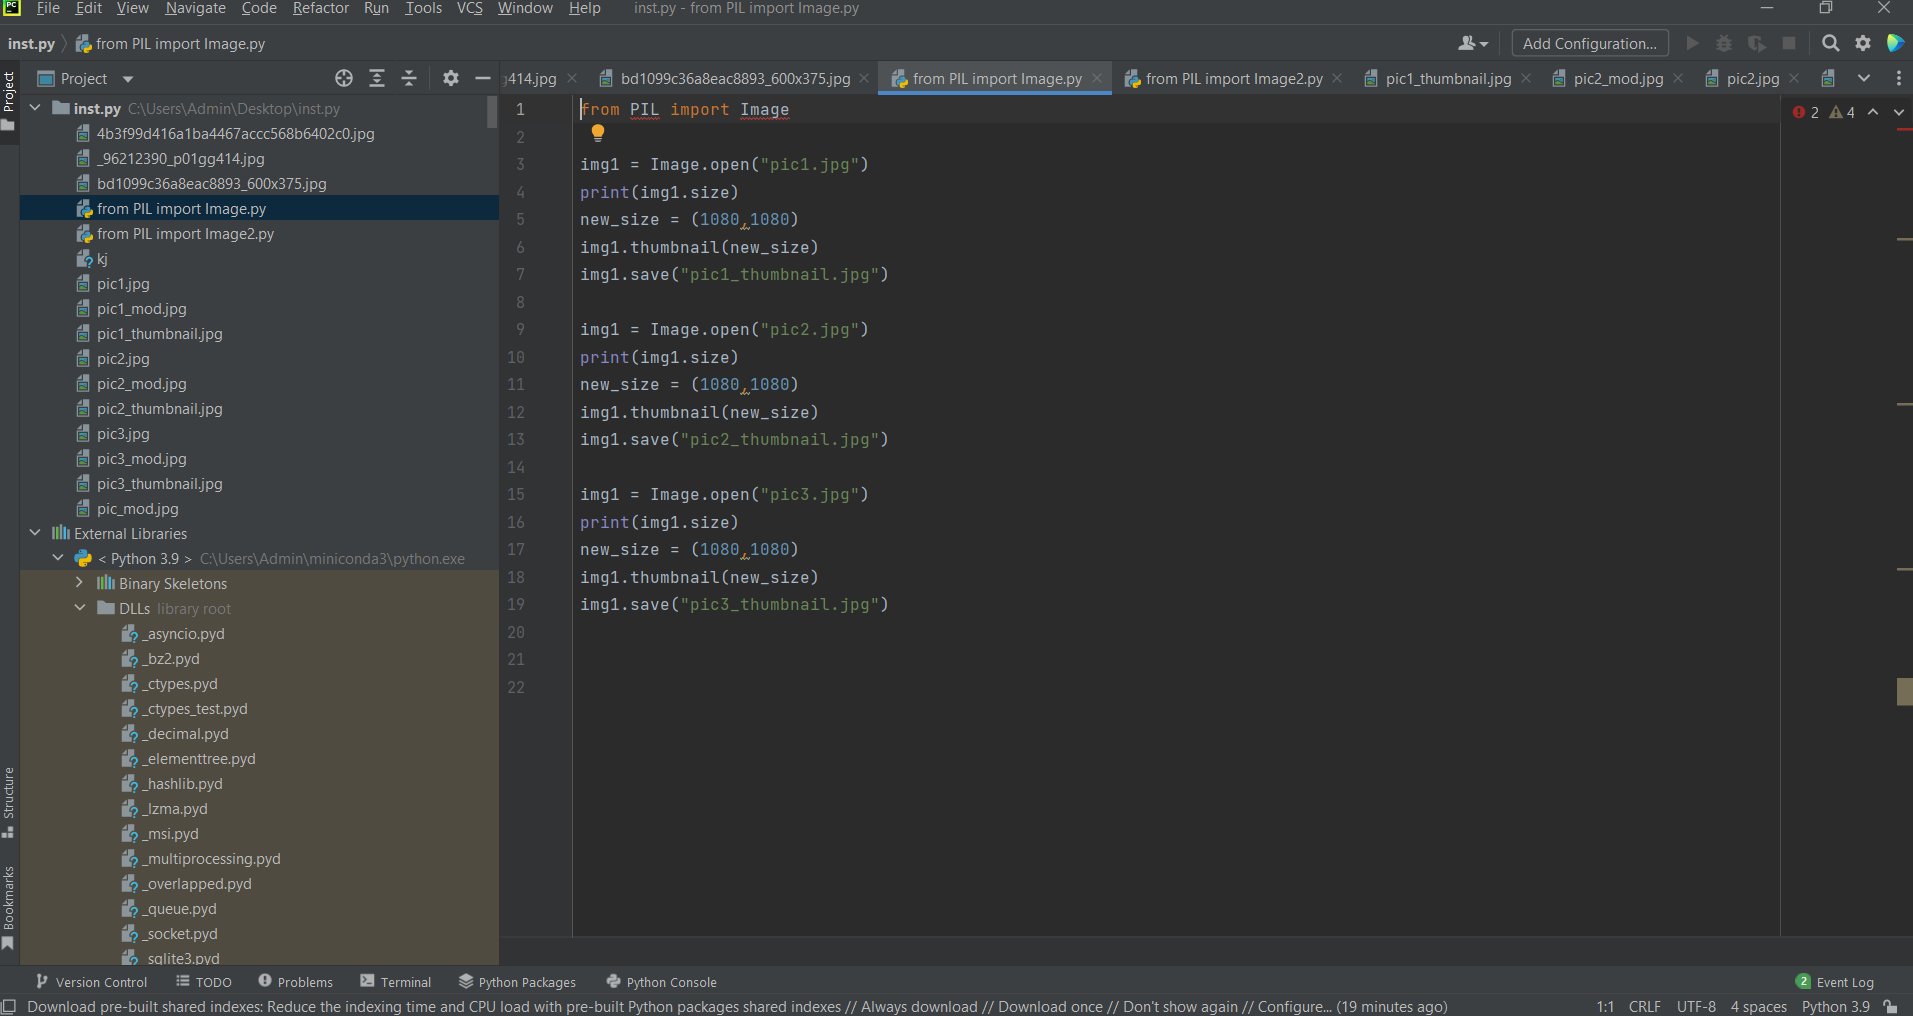 PC
File Edit View Navigate Code Refactor Run Tools VCS Window Help inst.py - from PIL import Image.py
inst.py from PIL import Image.py Add Configuration...
Project
Project
g414.jpg bd1099c36a8eac8893_600x375.jpg from PIL import Image.py from PIL import Image2.py pic1_thumbnail.jpg pic2_mod.jpg pic2.jpg
inst.py C:\Users\Admin\Desktop\inst.py
4b3f99d416a1ba4467accc568b6402c0.jpg
_96212390_p01gg414.jpg
bd1099c36a8eac8893_600x375.jpg
from PIL import Image.py
from PIL import Image2.py
kj
pic1.jpg
pic1_mod.jpg
pic1_thumbnail.jpg
pic2.jpg
pic2_mod.jpg
pic2_thumbnail.jpg
pic3.jpg
pic3_mod.jpg
pic3_thumbnail.jpg
pic_mod.jpg
External Libraries
< Python 3.9 > C:\Users\Admin\miniconda3\python.exe
Binary Skeletons
DLLs library root
_asyncio.pyd
_bz2.pyd
_ctypes.pyd
_ctypes_test.pyd
_decimal.pyd
_elementtree.pyd
_hashlib.pyd
_lzma.pyd
_msi.pyd
_multiprocessing.pyd
_overlapped.pyd
_queue.pyd
_socket.pyd
_sqlite3.pyd
Structure
Bookmarks
1 from PIL import Image
2
3 img1 = Image.open("pic1.jpg")
4 print(img1.size)
5 new_size = (1080,1080)
6 img1.thumbnail(new_size)
7 img1.save("pic1_thumbnail.jpg")
8
9 img1 = Image.open("pic2.jpg")
10 print(img1.size)
11 new_size = (1080,1080)
12 img1.thumbnail(new_size)
13 img1.save("pic2_thumbnail.jpg")
14
15 img1 = Image.open("pic3.jpg")
16 print(img1.size)
17 new_size = (1080,1080)
18 img1.thumbnail(new_size)
19 img1.save("pic3_thumbnail.jpg")
20
21
22
2 4
Version Control TODO Problems Terminal Python Packages Python Console 2 Event Log
Download pre-built shared indexes: Reduce the indexing time and CPU load with pre-built Python packages shared indexes // Always download // Download once // Don't show again // Configure... (19 minutes ago) 1:1 CRLF UTF-8 4 spaces Python 3.9